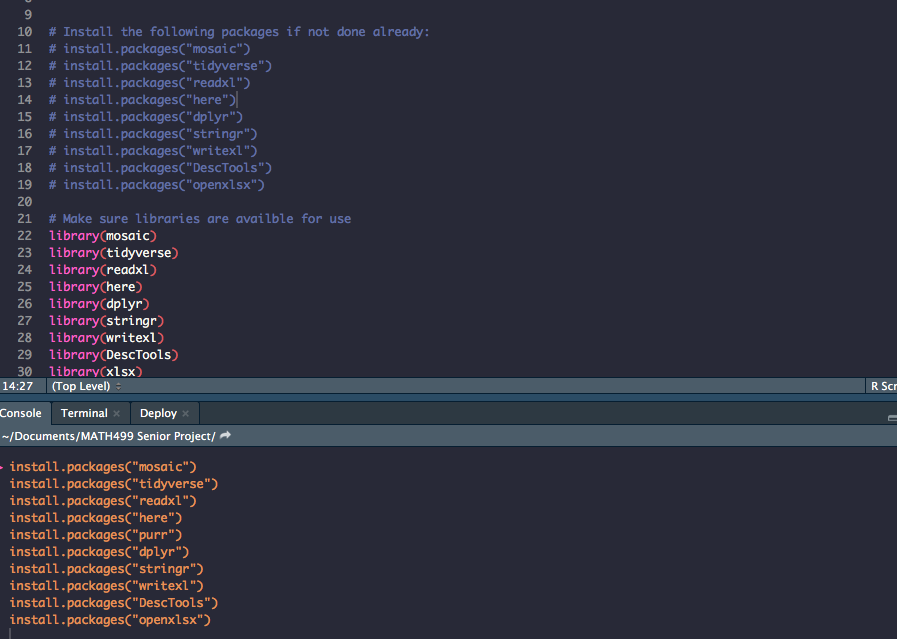 9
10 # Install the following packages if not done already:
11 # install.packages("mosaic")
12 # install.packages("tidyverse")
13 # install.packages("readxl")
14 # install.packages("here")
15 # install.packages("dplyr")
16 # install.packages("stringr")
17 # install.packages("writexl")
18 # install.packages("DescTools")
19 # install.packages("openxlsx")
20
21 # Make sure libraries are availble for use
22 library(mosaic)
23 library(tidyverse)
24 library(readxl)
25 library(here)
26 library(dplyr)
27 library(stringr)
28 library(writexl)
29 library(DescTools)
30 library(xlsx)
14:27 (Top Level) R Scr
Console Terminal × Deploy ×
~/Documents/MATH499 Senior Project/
install.packages("mosaic")
install.packages("tidyverse")
install.packages("readxl")
install.packages("here")
install.packages("purr")
install.packages("dplyr")
install.packages("stringr")
install.packages("writexl")
install.packages("DescTools")
install.packages("openxlsx")